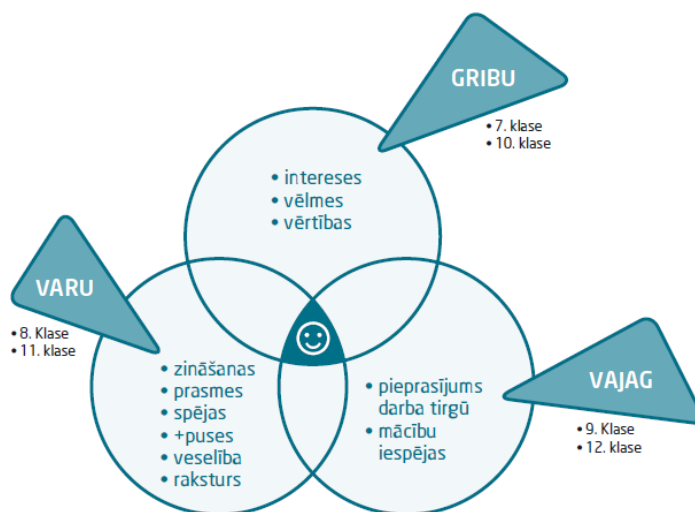 GRIBU
• 7. klase
• 10. klase
• intereses
• vēlmes
• vērtības
VARU
• 8. Klase
• 11. klase
• zināšanas
• prasmes
• spējas
• +puses
• veselība
• raksturs
• pieprasījums
darba tirgū
• mācību
iespējas
VAJAG
• 9. Klase
• 12. klase